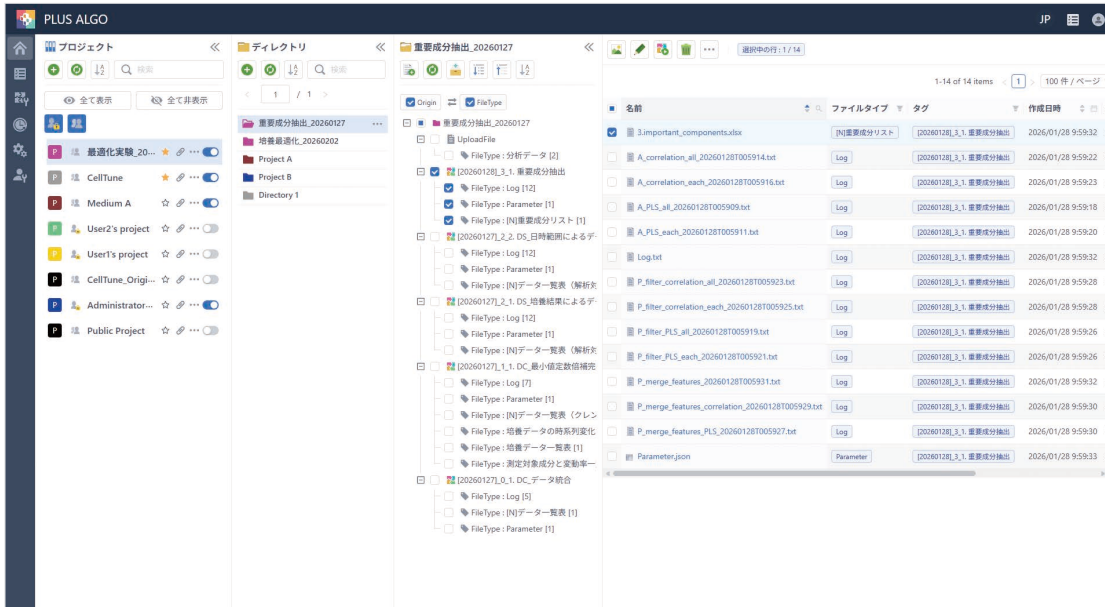 PLUS ALGO
JP
プロジェクト
検索
全て表示
全て非表示
P 最適化実験_20...
P CellTune
P Medium A
P User2's project
P User1's project
P CellTune_Origi...
P Administrator...
P Public Project
ディレクトリ
検索
1 / 1
重要成分抽出_20260127
培養最適化_20260202
Project A
Project B
Directory 1
重要成分抽出_20260127
Origin FileType
重要成分抽出_20260127
UploadFile
FileType : 分析データ [2]
[20260128]_3_1. 重要成分抽出
FileType : Log [12]
FileType : Parameter [1]
FileType : [N]重要成分リスト [1]
[20260127]_2_2. DS_日時範囲によるデー
FileType : Log [12]
FileType : Parameter [1]
FileType : [N]データ一覧表（解析対
[20260127]_2_1. DS_培養結果によるデー
FileType : Log [12]
FileType : Parameter [1]
FileType : [N]データ一覧表（解析対
[20260127]_1_1. DC_最小値定数倍補完
FileType : Log [7]
FileType : Parameter [1]
FileType : [N]データ一覧表（クレン
FileType : 培養データの時系列変化
FileType : 培養データ一覧表 [1]
FileType : 測定対象成分と変動率一
[20260127]_0_1. DC_データ統合
FileType : Log [5]
FileType : [N]データ一覧表 [1]
FileType : Parameter [1]
選択中の行 : 1 / 14
1-14 of 14 items 1 100 件 / ページ
名前 ファイルタイプ タグ 作成日時
3.important_components.xlsx [N]重要成分リスト [20260128]_3_1. 重要成分抽出 2026/01/28 9:59:32
A_correlation_all_20260128T005914.txt Log [20260128]_3_1. 重要成分抽出 2026/01/28 9:59:22
A_correlation_each_20260128T005916.txt Log [20260128]_3_1. 重要成分抽出 2026/01/28 9:59:23
A_PLS_all_20260128T005909.txt Log [20260128]_3_1. 重要成分抽出 2026/01/28 9:59:18
A_PLS_each_20260128T005911.txt Log [20260128]_3_1. 重要成分抽出 2026/01/28 9:59:20
Log.txt Log [20260128]_3_1. 重要成分抽出 2026/01/28 9:59:32
P_filter_correlation_all_20260128T005923.txt Log [20260128]_3_1. 重要成分抽出 2026/01/28 9:59:28
P_filter_correlation_each_20260128T005925.txt Log [20260128]_3_1. 重要成分抽出 2026/01/28 9:59:28
P_filter_PLS_all_20260128T005919.txt Log [20260128]_3_1. 重要成分抽出 2026/01/28 9:59:26
P_filter_PLS_each_20260128T005921.txt Log [20260128]_3_1. 重要成分抽出 2026/01/28 9:59:26
P_merge_features_20260128T005931.txt Log [20260128]_3_1. 重要成分抽出 2026/01/28 9:59:32
P_merge_features_correlation_20260128T005929.txt Log [20260128]_3_1. 重要成分抽出 2026/01/28 9:59:30
P_merge_features_PLS_20260128T005927.txt Log [20260128]_3_1. 重要成分抽出 2026/01/28 9:59:30
Parameter.json Parameter [20260128]_3_1. 重要成分抽出 2026/01/28 9:59:33